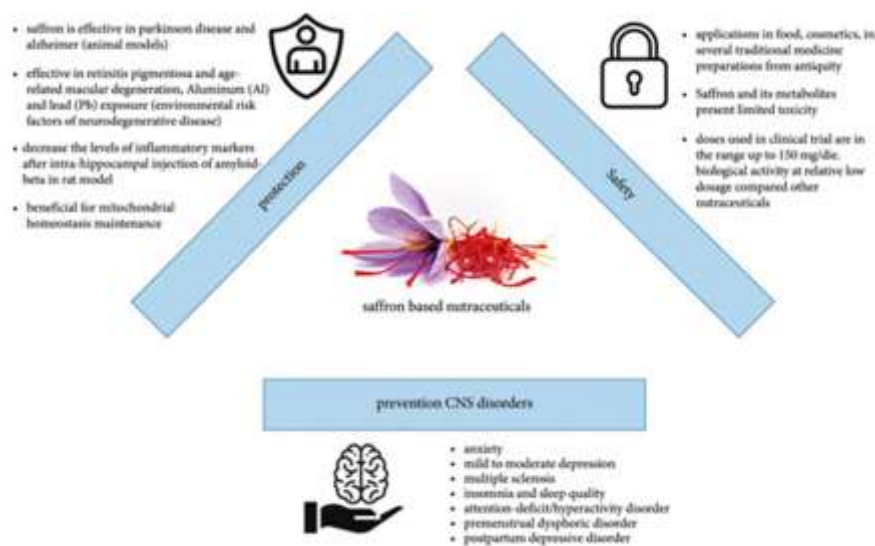 • saffron is effective in parkinson disease and
alzheimer (animal models)
• effective in retinitis pigmentosa and age-
related macular degeneration, Aluminum (Al)
and lead (Pb) exposure (environmental risk
factors of neurodegenerative disease)
• decrease the levels of inflammatory markers
after intra-hippocampal injection of amyloid-
beta in rat model
• beneficial for mitochondrial
homeostasis maintenance
protection
• applications in food, cosmetics, in
several traditional medicine
preparations from antiquity
• Saffron and its metabolites
present limited toxicity
• doses used in clinical trial are in
the range up to 150 mg/die.
biological activity at relative low
dosage compared other
nutraceuticals
Safety
saffron based nutraceuticals
prevention CNS disorders
• anxiety
• mild to moderate depression
• multiple sclerosis
• insomnia and sleep quality
• attention-deficit/hyperactivity disorder
• premenstrual dysphoric disorder
• postpartum depressive disorder